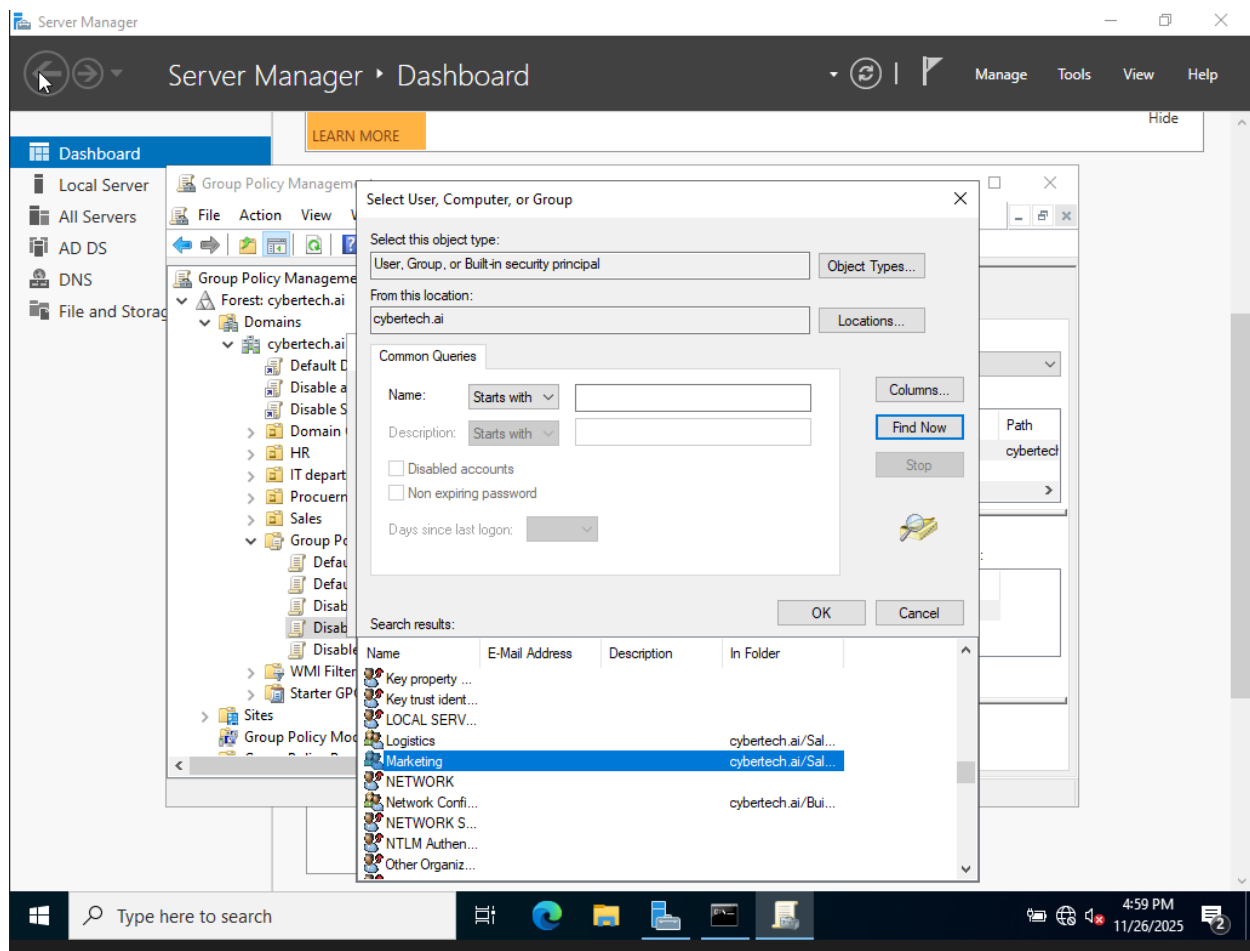 Server Manager
Server Manager ‣ Dashboard
Manage Tools View Help
LEARN MORE
Hide
Dashboard
Local Server
All Servers
AD DS
DNS
File and Storag
Group Policy Managem
File Action View
Group Policy Manageme
Forest: cybertech.ai
Domains
cybertech.ai
Default D
Disable a
Disable S
Domain
HR
IT depart
Procuern
Sales
Group Po
Defau
Defau
Disab
Disab
Disable
WMI Filter
Starter GP
Sites
Group Policy Mod
Select User, Computer, or Group
Select this object type:
User, Group, or Built-in security principal
Object Types...
From this location:
cybertech.ai
Locations...
Common Queries
Name: Starts with
Description: Starts with
Disabled accounts
Non expiring password
Days since last logon:
Columns...
Find Now
Stop
OK Cancel
Search results:
Name E-Mail Address Description In Folder
Key property ...
Key trust ident...
LOCAL SERV...
Logistics cybertech.ai/Sal...
Marketing cybertech.ai/Sal...
NETWORK
Network Confi... cybertech.ai/Bui...
NETWORK S...
NTLM Authen...
Other Organiz...
Path
cybertech
Type here to search
4:59 PM
11/26/2025
2